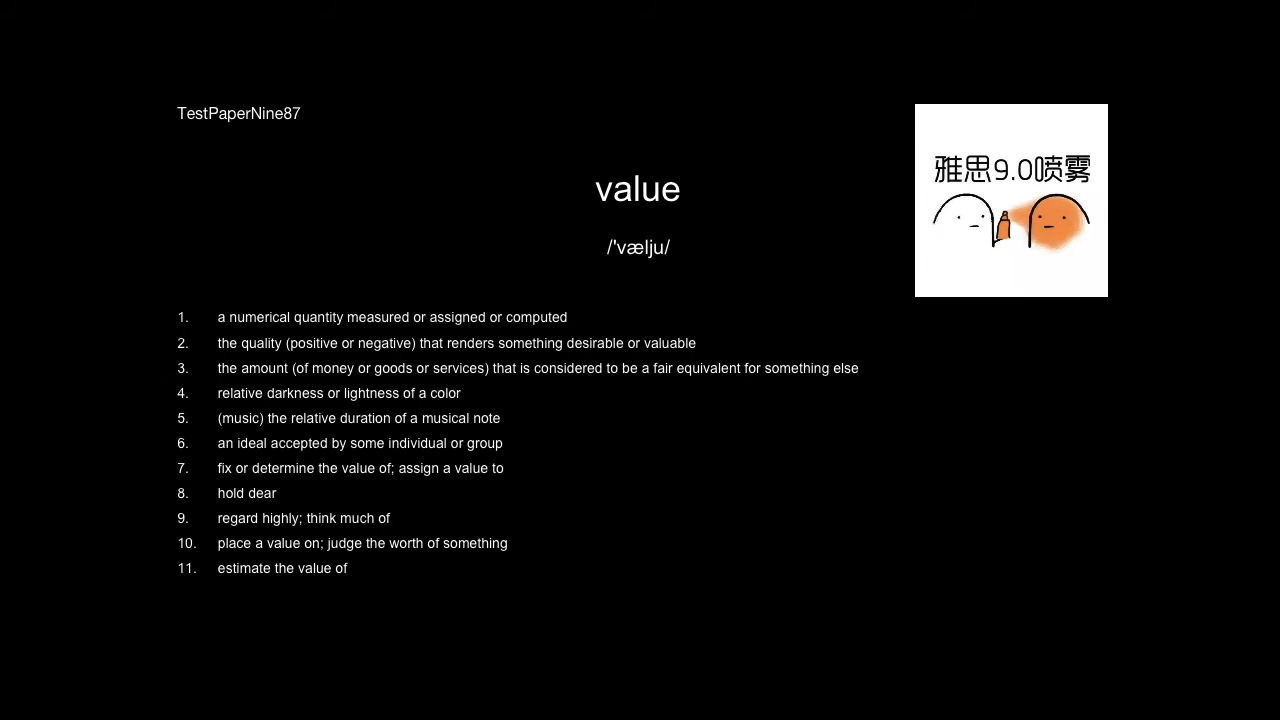 TestPaperNine87
雅思9.0喷雾
value
/'vælju/
1. a numerical quantity measured or assigned or computed
2. the quality (positive or negative) that renders something desirable or valuable
3. the amount (of money or goods or services) that is considered to be a fair equivalent for something else
4. relative darkness or lightness of a color
5. (music) the relative duration of a musical note
6. an ideal accepted by some individual or group
7. fix or determine the value of; assign a value to
8. hold dear
9. regard highly; think much of
10. place a value on; judge the worth of something
11. estimate the value of